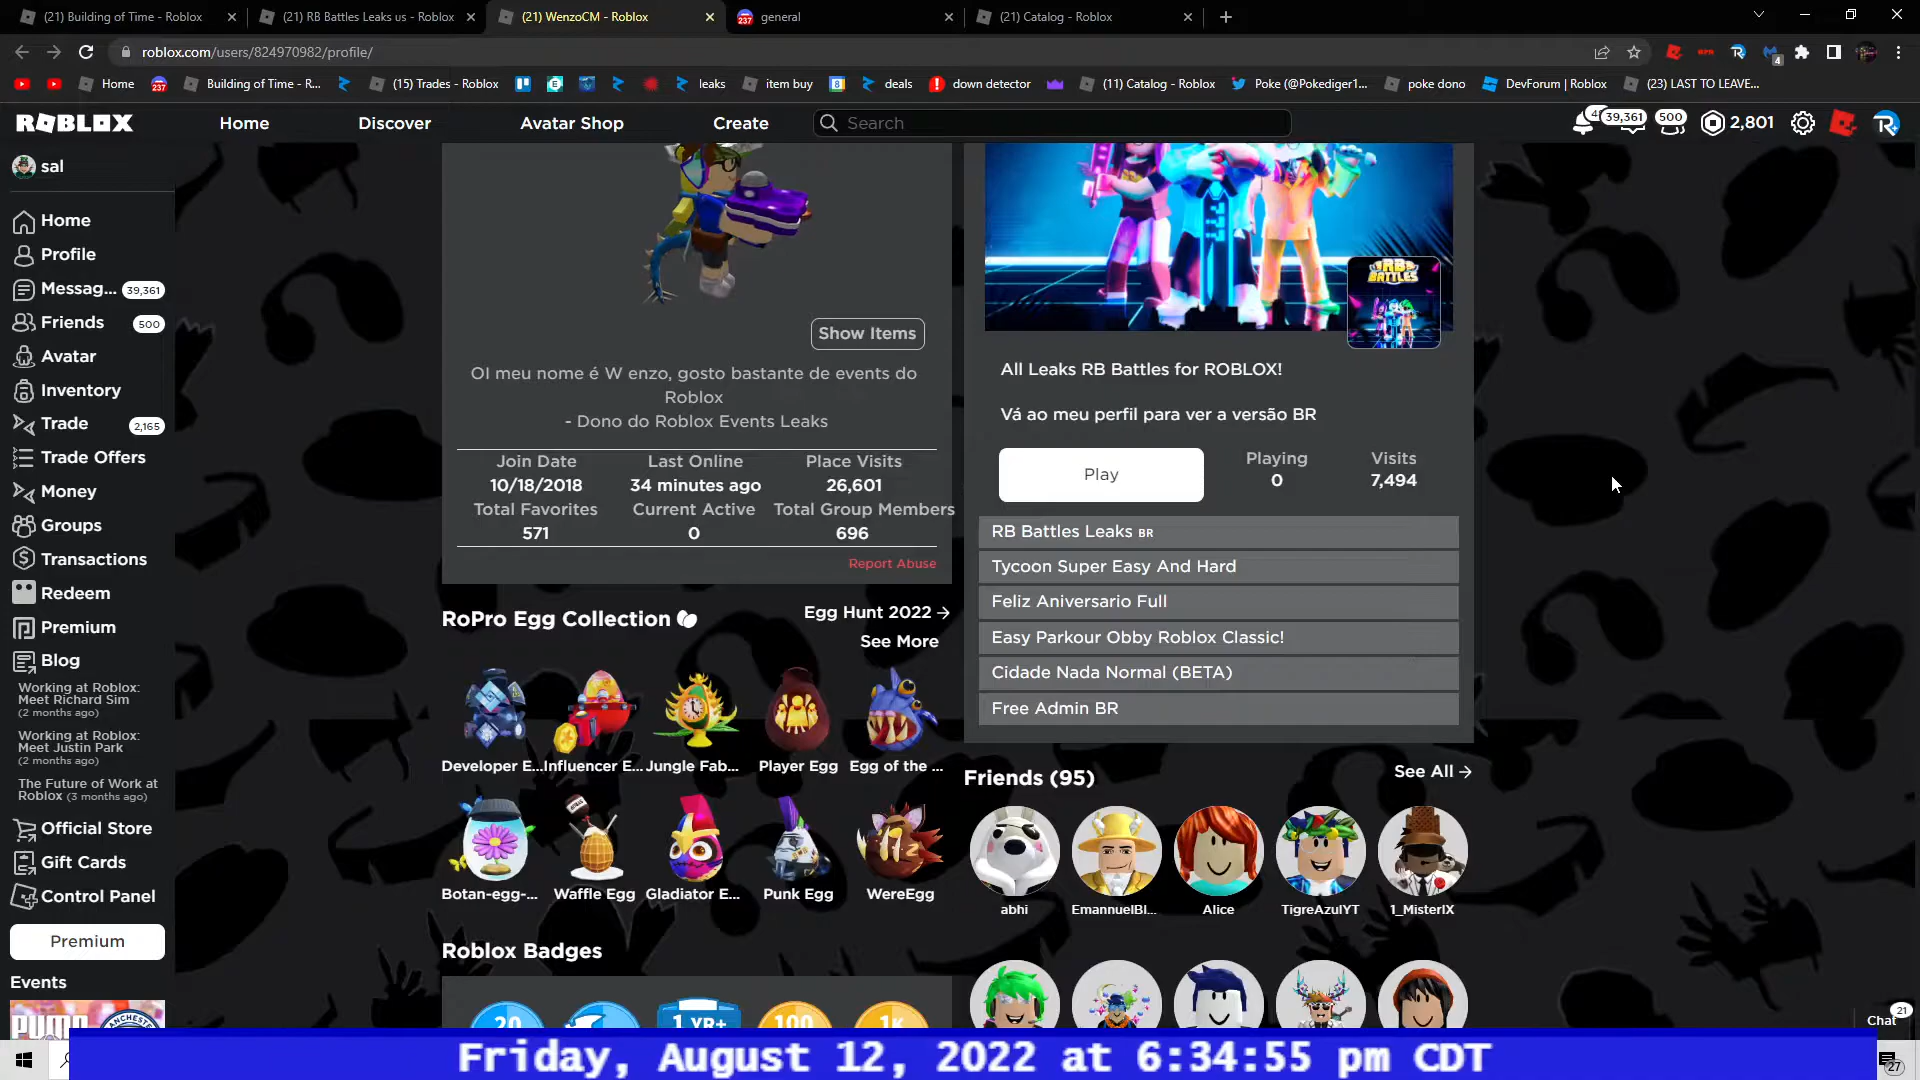 (21) Building of Time - Roblox
(21) RB Battles Leaks us - Roblox
(21) WenzoCM - Roblox
general
(21) Catalog - Roblox
roblox.com/users/824970982/profile/
Home
Building of Time - R...
(15) Trades - Roblox
leaks
item buy
deals
down detector
(11) Catalog - Roblox
Poke (@Pokediger1...
poke dono
DevForum | Roblox
(23) LAST TO LEAVE...
ROBLOX
Home
Discover
Avatar Shop
Create
Search
39,361
500
2,801
sal
Home
Profile
Messag... 39,361
Friends 500
Avatar
Inventory
Trade 2,165
Trade Offers
Money
Groups
Transactions
Redeem
Premium
Blog
Working at Roblox:
Meet Richard Sim
(2 months ago)
Working at Roblox:
Meet Justin Park
(2 months ago)
The Future of Work at
Roblox (3 months ago)
Official Store
Gift Cards
Control Panel
Premium
Events
Show Items
OI meu nome é W enzo, gosto bastante de events do
Roblox
- Dono do Roblox Events Leaks
Join Date Last Online Place Visits
10/18/2018 34 minutes ago 26,601
Total Favorites Current Active Total Group Members
571 0 696
Report Abuse
RoPro Egg Collection
Egg Hunt 2022
See More
Developer E... Influencer E... Jungle Fab... Player Egg Egg of the ...
Botan-egg-... Waffle Egg Gladiator E... Punk Egg WereEgg
Roblox Badges
20 1 YR+ 100 1K
RB BATTLES
All Leaks RB Battles for ROBLOX!
Vá ao meu perfil para ver a versão BR
Play
Playing Visits
0 7,494
RB Battles Leaks BR
Tycoon Super Easy And Hard
Feliz Aniversario Full
Easy Parkour Obby Roblox Classic!
Cidade Nada Normal (BETA)
Free Admin BR
Friends (95)
See All
abhi EmannuelBl... Alice TigreAzulYT 1_MisterIX
Chat 21
Friday, August 12, 2022 at 6:34:55 pm CDT
27